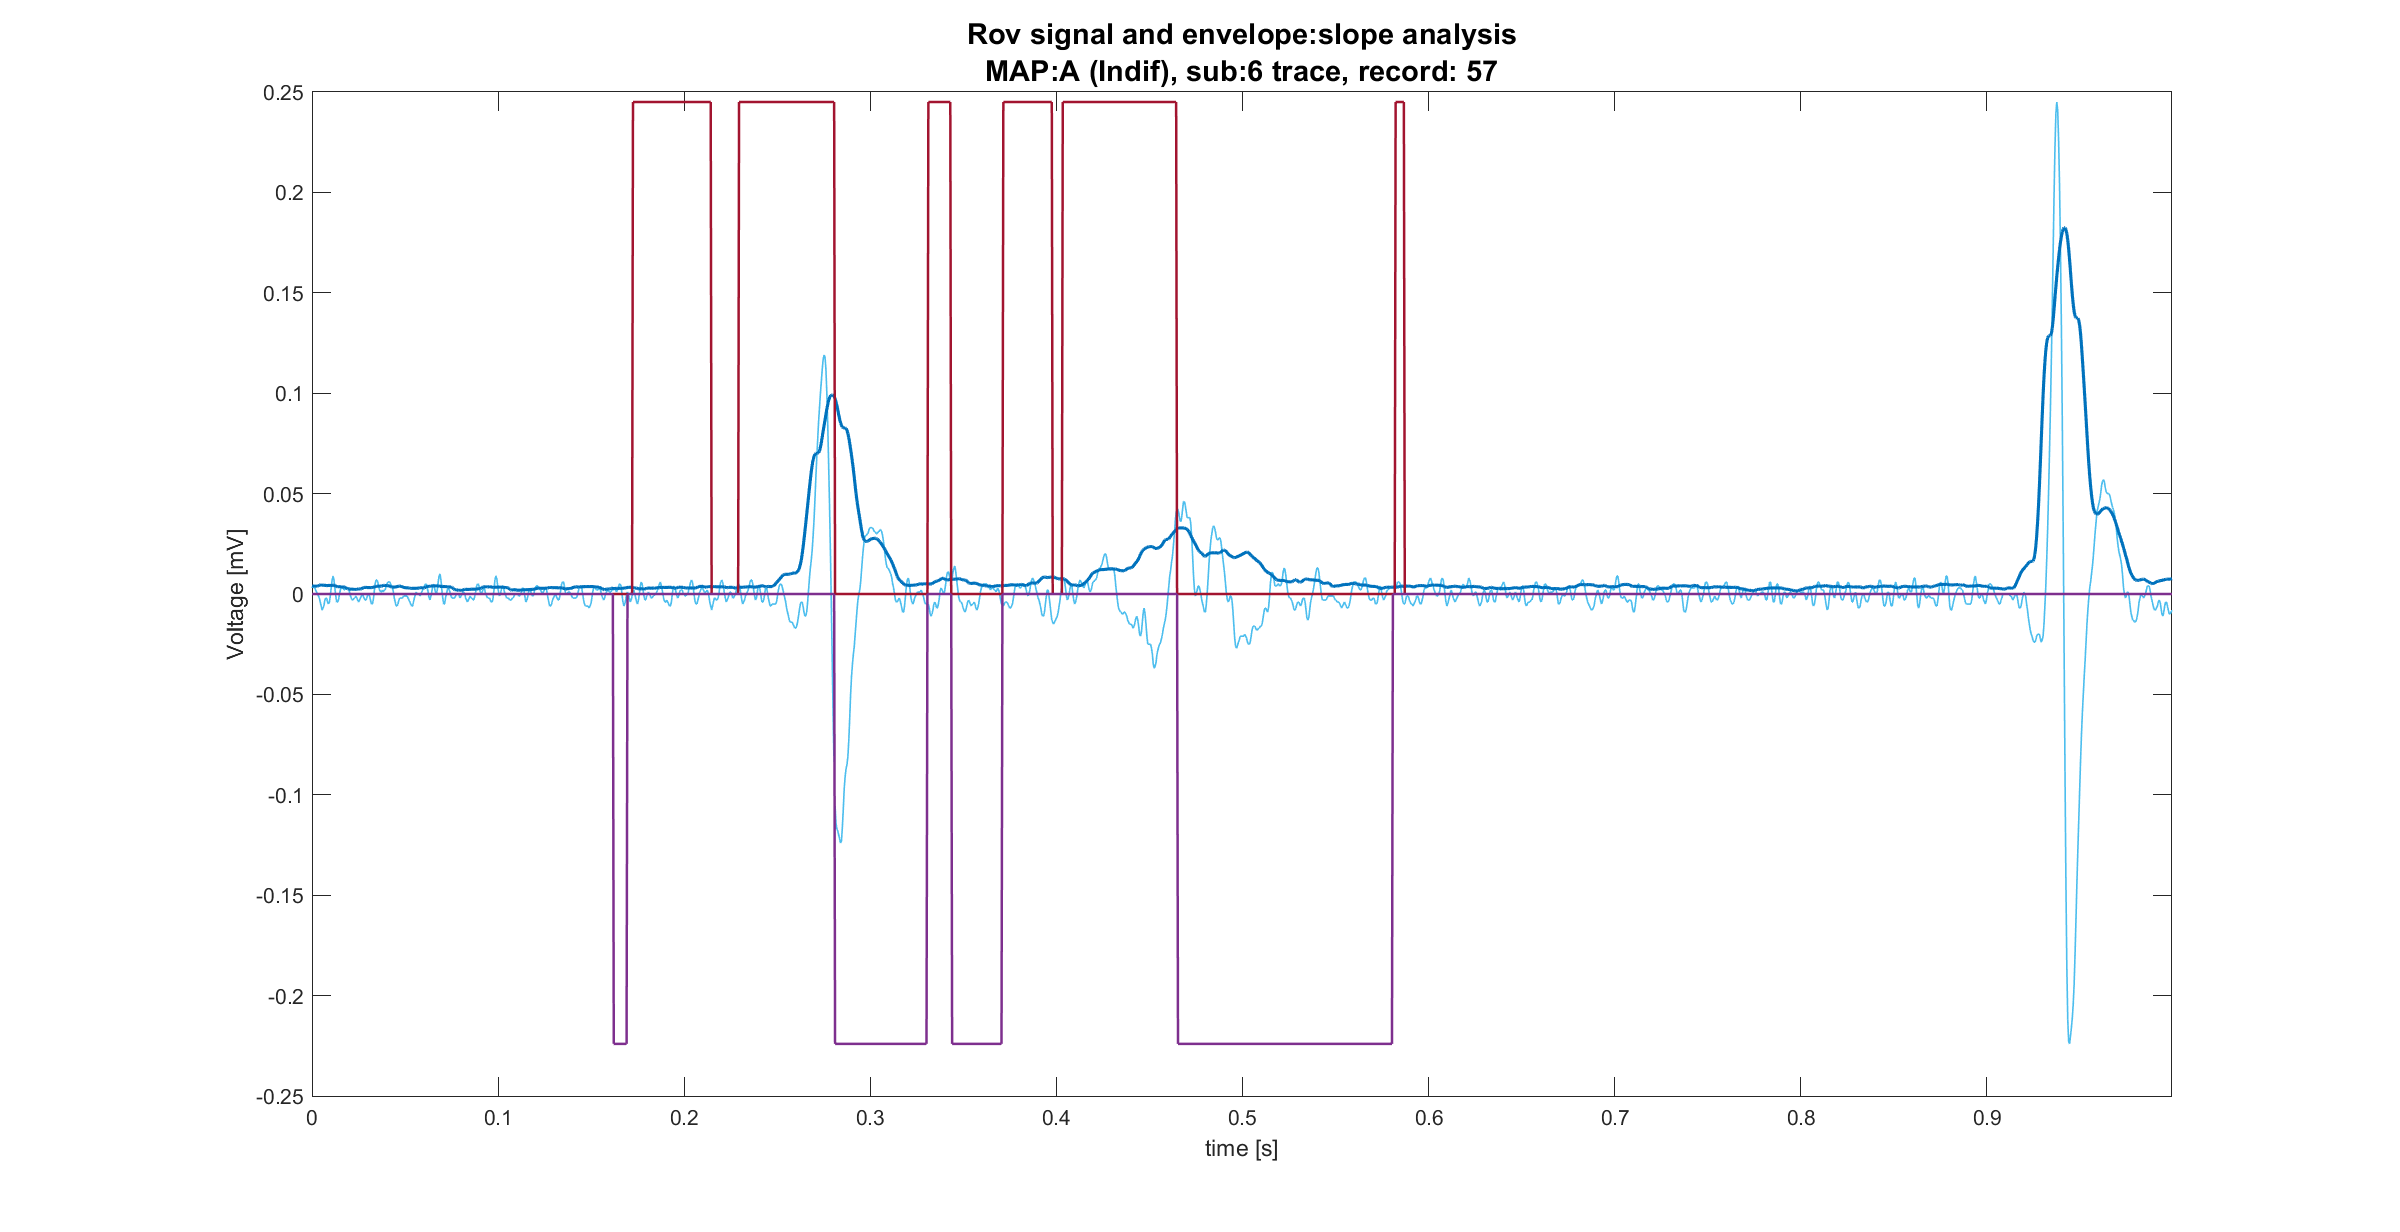 Rov signal and envelope:slope analysis
MAP:A (Indif), sub:6 trace, record: 57
0.25
0.2
0.15
0.1
0.05
0
-0.05
-0.1
-0.15
-0.2
-0.25
Voltage [mV]
0 0.1 0.2 0.3 0.4 0.5 0.6 0.7 0.8 0.9
time [s]